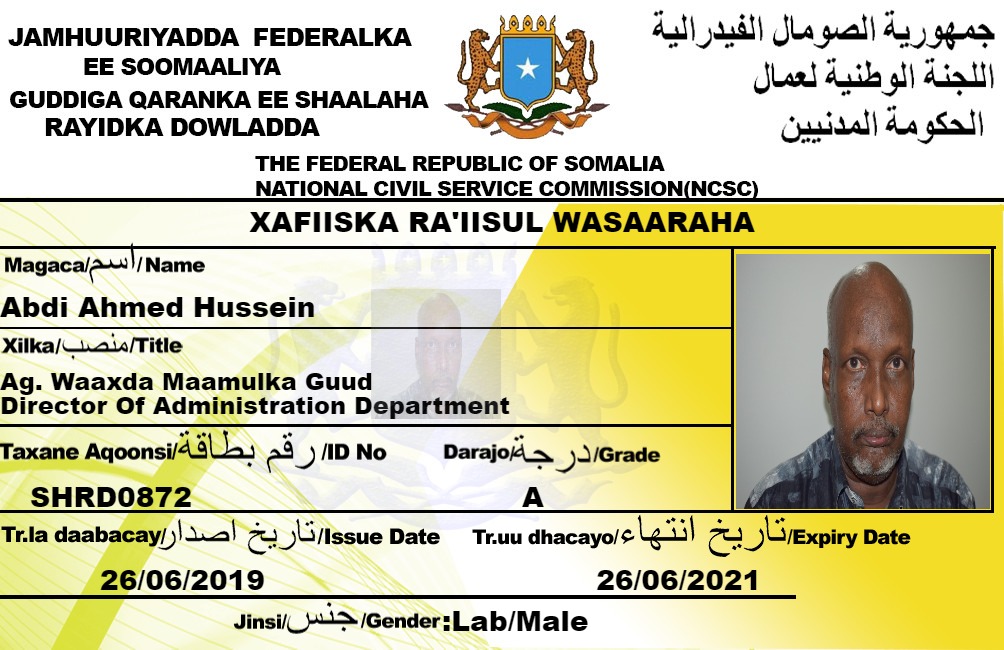 JAMHUURIYADDA FEDERALKA
EE SOOMAALIYA
GUDDIGA QARANKA EE SHAALAHA
RAYIDKA DOWLADDA
جمهورية الصومال الفيدرالية
اللجنة الوطنية لعمال
الحكومة المدنيين
THE FEDERAL REPUBLIC OF SOMALIA
NATIONAL CIVIL SERVICE COMMISSION(NCSC)
XAFIISKA RA'IISUL WASAARAHA
Magaca/اسم/Name
Abdi Ahmed Hussein
Xilka/منصب/Title
Ag. Waaxda Maamulka Guud
Director Of Administration Department
Taxane Aqoonsi/رقم بطاقة/ID No
Darajo/درجة/Grade
SHRD0872
A
Tr.la daabacay/تاريخ اصدار/Issue Date
Tr.uu dhacayo/تاريخ انتهاء/Expiry Date
26/06/2019
26/06/2021
Jinsi/جنس/Gender:Lab/Male